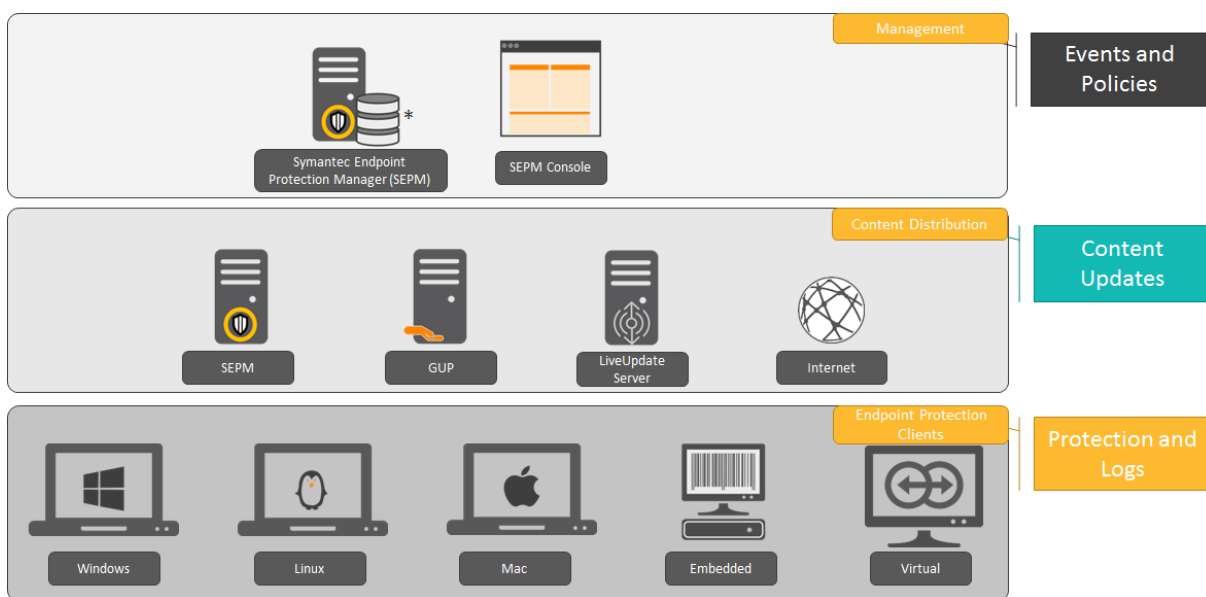 Management
Events and
Policies
*
Symantec Endpoint
Protection Manager (SEPM)
SEPM Console
Content Distribution
Content
Updates
SEPM
GUP
LiveUpdate
Server
Internet
Endpoint Protection
Clients
Protection and
Logs
Windows
Linux
Mac
Embedded
Virtual